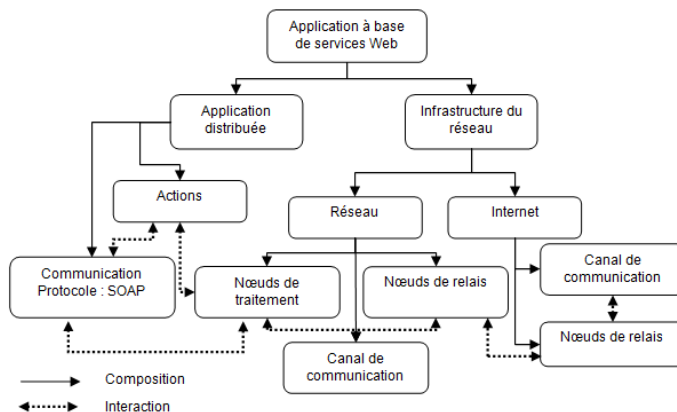 Application à base
de services Web
Application
distribuée
Infrastructure du
réseau
Actions
Réseau
Internet
Communication
Protocole : SOAP
Nœuds de
traitement
Nœuds de relais
Canal de
communication
Nœuds de relais
Canal de
communication
Composition
Interaction